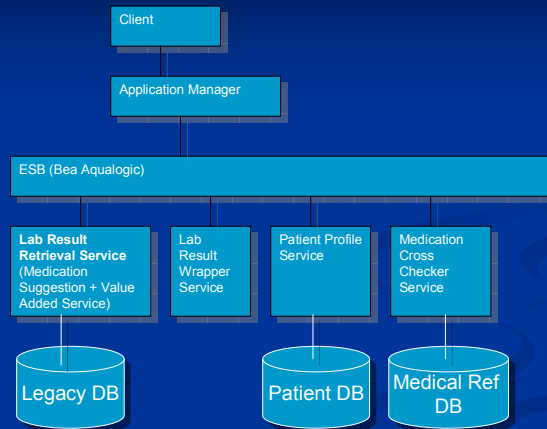 Client
Application Manager
ESB (Bea Aqualogic)
Lab Result
Retrieval Service
(Medication
Suggestion + Value
Added Service)
Lab
Result
Wrapper
Service
Patient Profile
Service
Medication
Cross
Checker
Service
Legacy DB
Patient DB
Medical Ref
DB